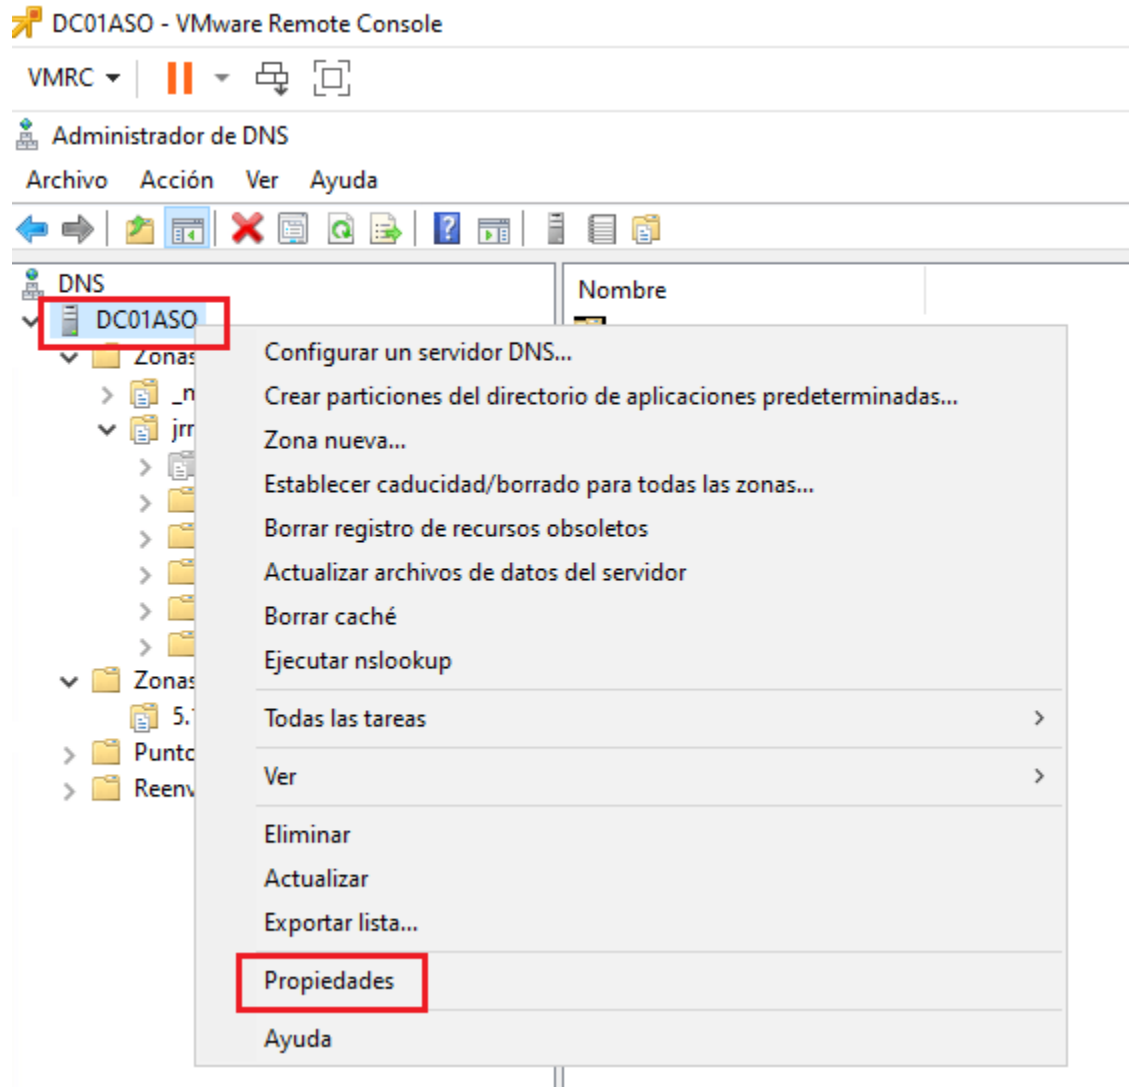 DC01ASO - VMware Remote Console
VMRC
Administrador de DNS
Archivo Acción Ver Ayuda
DNS
Nombre
DC01ASO
Configurar un servidor DNS...
Zonas
Crear particiones del directorio de aplicaciones predeterminadas...
Zona nueva...
Establecer caducidad/borrado para todas las zonas...
Borrar registro de recursos obsoletos
Actualizar archivos de datos del servidor
Borrar caché
Ejecutar nslookup
Zonas
Todas las tareas
5.
Ver
Eliminar
Actualizar
Exportar lista...
Propiedades
Ayuda